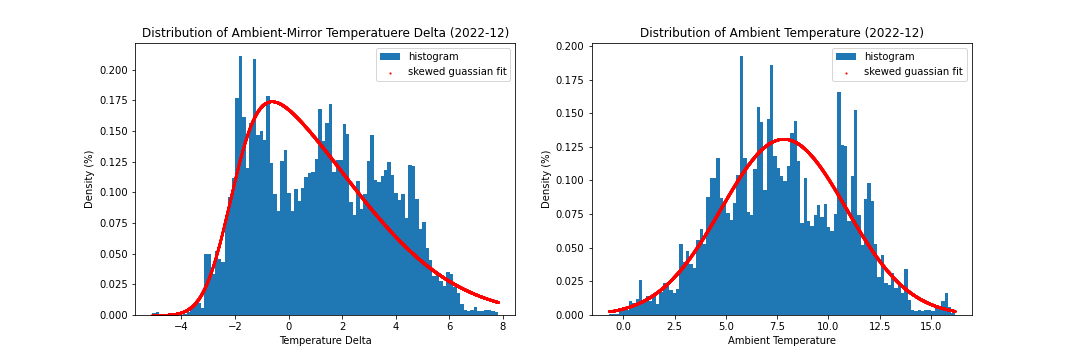 Distribution of Ambient-Mirror Temperatuere Delta (2022-12)
histogram
skewed guassian fit
0.200
0.175
0.150
0.125
0.100
0.075
0.050
0.025
0.000
Density (%)
−4 −2 0 2 4 6 8
Temperature Delta
Distribution of Ambient Temperature (2022-12)
histogram
skewed guassian fit
0.200
0.175
0.150
0.125
0.100
0.075
0.050
0.025
0.000
Density (%)
0.0 2.5 5.0 7.5 10.0 12.5 15.0
Ambient Temperature